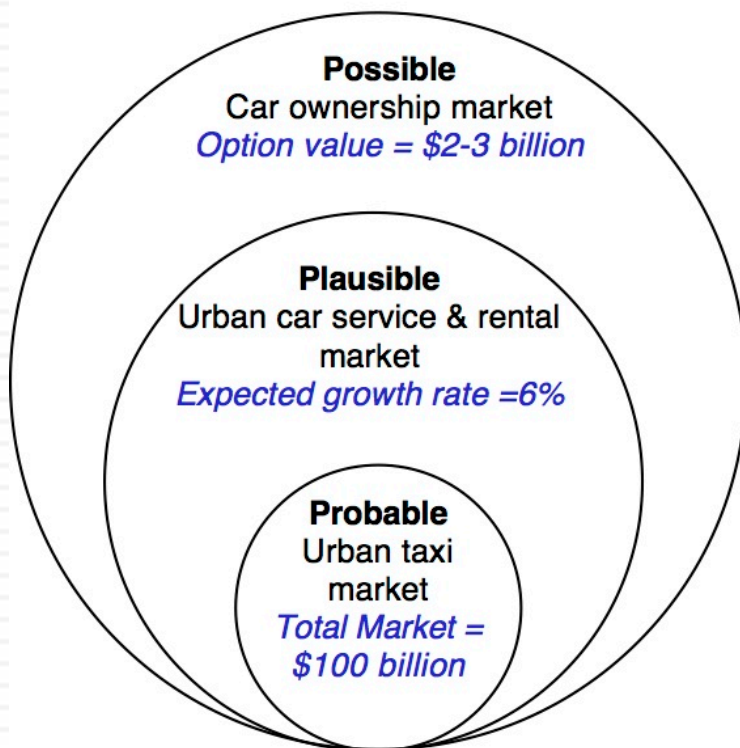 Possible
Car ownership market
Option value = $2-3 billion
Plausible
Urban car service & rental
market
Expected growth rate =6%
Probable
Urban taxi
market
Total Market =
$100 billion